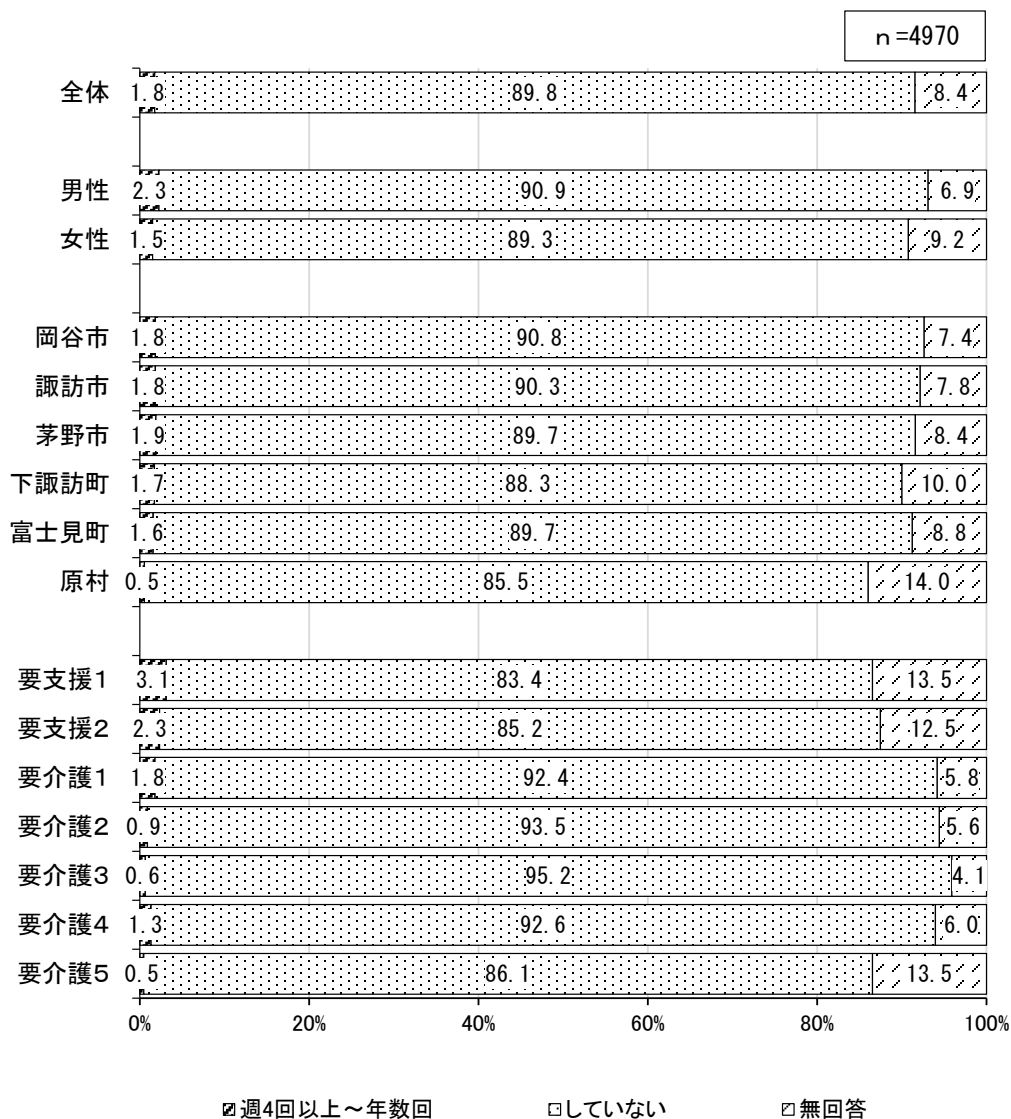 ｎ=4970
全体 1.8 89.8 8.4
男性 2.3 90.9 6.9
女性 1.5 89.3 9.2
岡谷市 1.8 90.8 7.4
諏訪市 1.8 90.3 7.8
茅野市 1.9 89.7 8.4
下諏訪町 1.7 88.3 10.0
富士見町 1.6 89.7 8.8
原村 0.5 85.5 14.0
要支援１ 3.1 83.4 13.5
要支援２ 2.3 85.2 12.5
要介護１ 1.8 92.4 5.8
要介護２ 0.9 93.5 5.6
要介護３ 0.6 95.2 4.1
要介護４ 1.3 92.6 6.0
要介護５ 0.5 86.1 13.5
0% 20% 40% 60% 80% 100%
週4回以上～年数回 していない 無回答